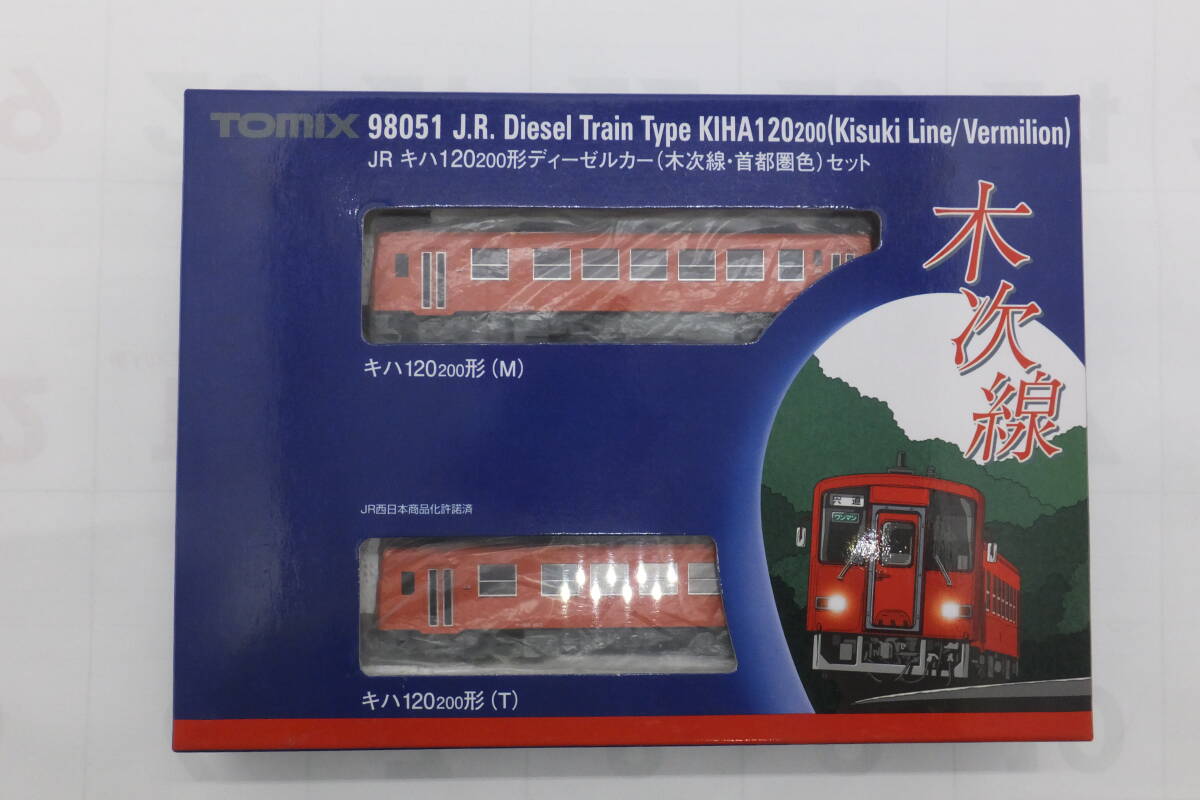 TOMIX 98051 J.R. Diesel Train Type KIHA120200(Kisuki Line/Vermilion)
JR キハ120200形ディーゼルカー(木次線・首都圏色)セット
木次線
キハ120200形(M)
宍道
ワンマン
JR西日本商品化許諾済
キハ120200形(T)